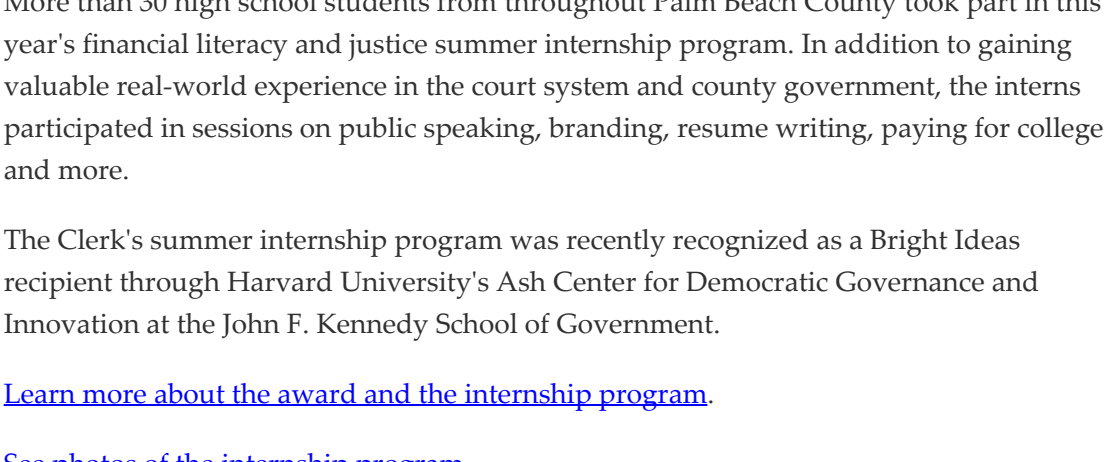 More than 30 high school students from throughout Palm Beach County took part in this
year's financial literacy and justice summer internship program. In addition to gaining
valuable real-world experience in the court system and county government, the interns
participated in sessions on public speaking, branding, resume writing, paying for college
and more.
The Clerk's summer internship program was recently recognized as a Bright Ideas
recipient through Harvard University's Ash Center for Democratic Governance and
Innovation at the John F. Kennedy School of Government.
Learn more about the award and the internship program.
See photos of the internship program